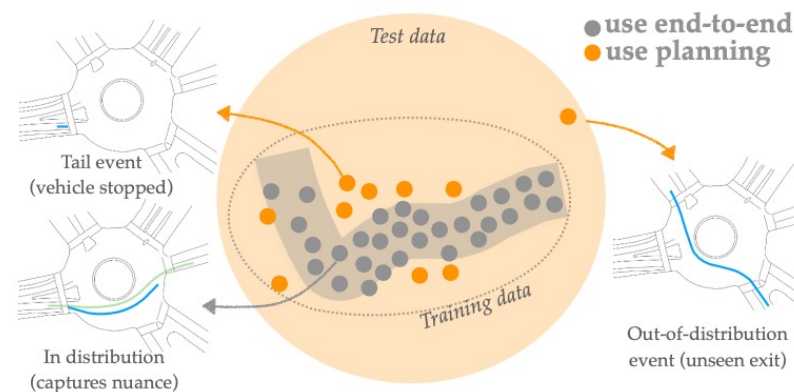 use end-to-end
use planning
Test data
Tail event
(vehicle stopped)
Training data
In distribution
(captures nuance)
Out-of-distribution
event (unseen exit)